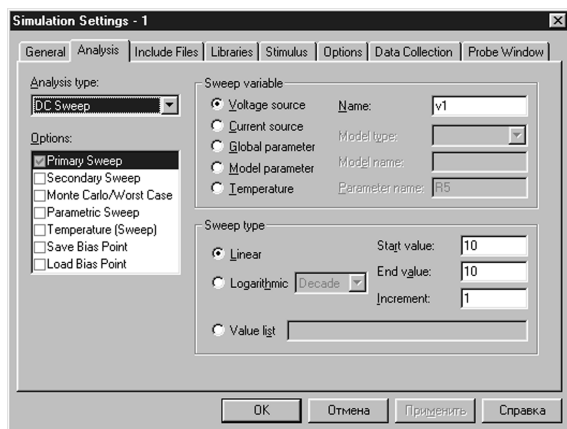 Simulation Settings - 1
General Analysis Include Files Libraries Stimulus Options Data Collection Probe Window
Analysis type:
DC Sweep
Options:
Primary Sweep
Secondary Sweep
Monte Carlo/Worst Case
Parametric Sweep
Temperature (Sweep)
Save Bias Point
Load Bias Point
Sweep variable
Voltage source
Current source
Global parameter
Model parameter
Temperature
Name: v1
Model type:
Model name:
Parameter name: R5
Sweep type
Linear
Logarithmic Decade
Value list
Start value: 10
End value: 10
Increment: 1
OK Отмена Применить Справка